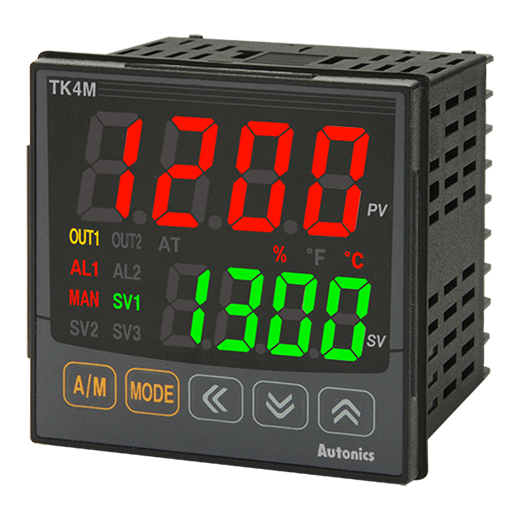 TK4M
1200 PV
OUT1 OUT2 AT % °F °C
AL1 AL2
MAN SV1 1300 SV
SV2 SV3
A/M MODE
Autonics